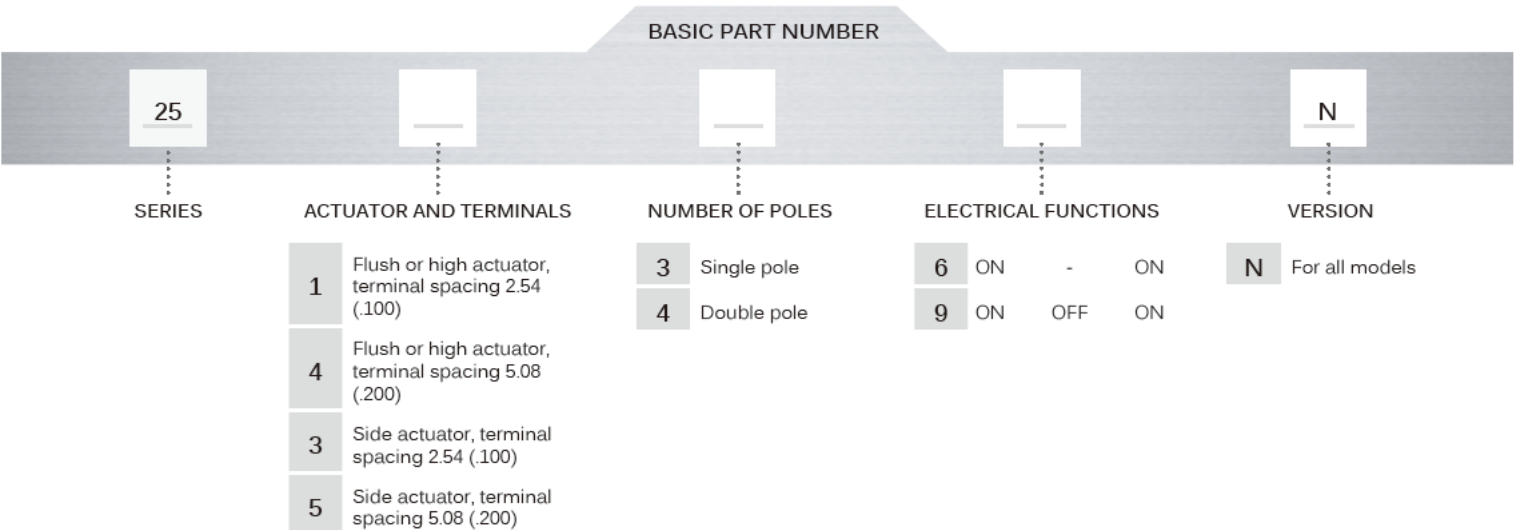 BASIC PART NUMBER
25 N
SERIES ACTUATOR AND TERMINALS NUMBER OF POLES ELECTRICAL FUNCTIONS VERSION
1 Flush or high actuator,
terminal spacing 2.54
(.100)
4 Flush or high actuator,
terminal spacing 5.08
(.200)
3 Side actuator, terminal
spacing 2.54 (.100)
5 Side actuator, terminal
spacing 5.08 (.200)
3 Single pole
4 Double pole
6 ON - ON
9 ON OFF ON
N For all models